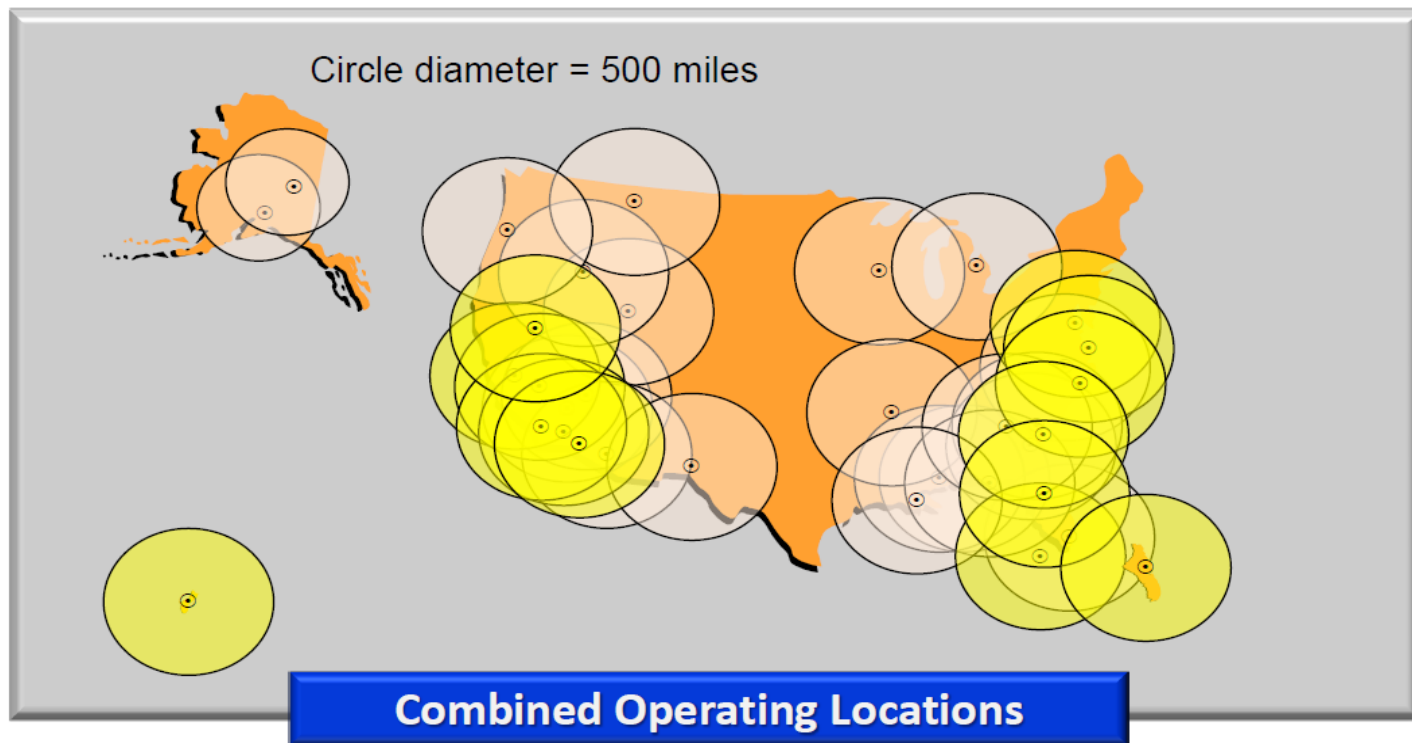 Circle diameter = 500 miles
Combined Operating Locations